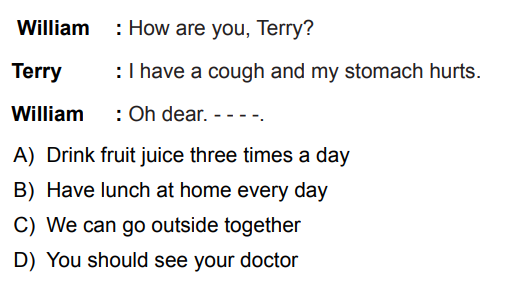 William : How are you, Terry?
Terry : I have a cough and my stomach hurts.
William : Oh dear. - - - -.
A) Drink fruit juice three times a day
B) Have lunch at home every day
C) We can go outside together
D) You should see your doctor